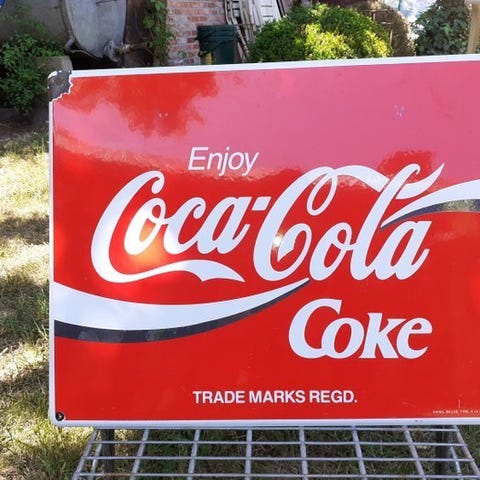 Enjoy
Coca-Cola
Coke
TRADE MARKS REGD.